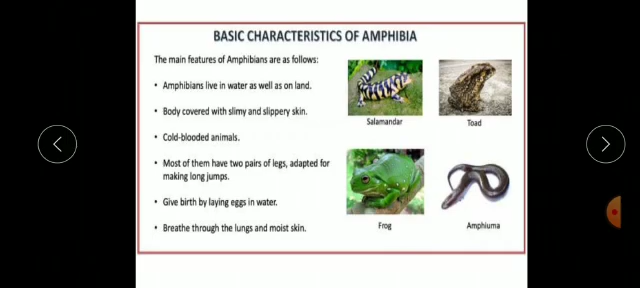 BASIC CHARACTERISTICS OF AMPHIBIA
The main features of Amphibians are as follows:
• Amphibians live in water as well as on land.
• Body covered with slimy and slippery skin.
• Cold-blooded animals.
• Most of them have two pairs of legs, adapted for
making long jumps.
• Give birth by laying eggs in water.
• Breathe through the lungs and moist skin.
Salamandar
Toad
Frog
Amphiuma